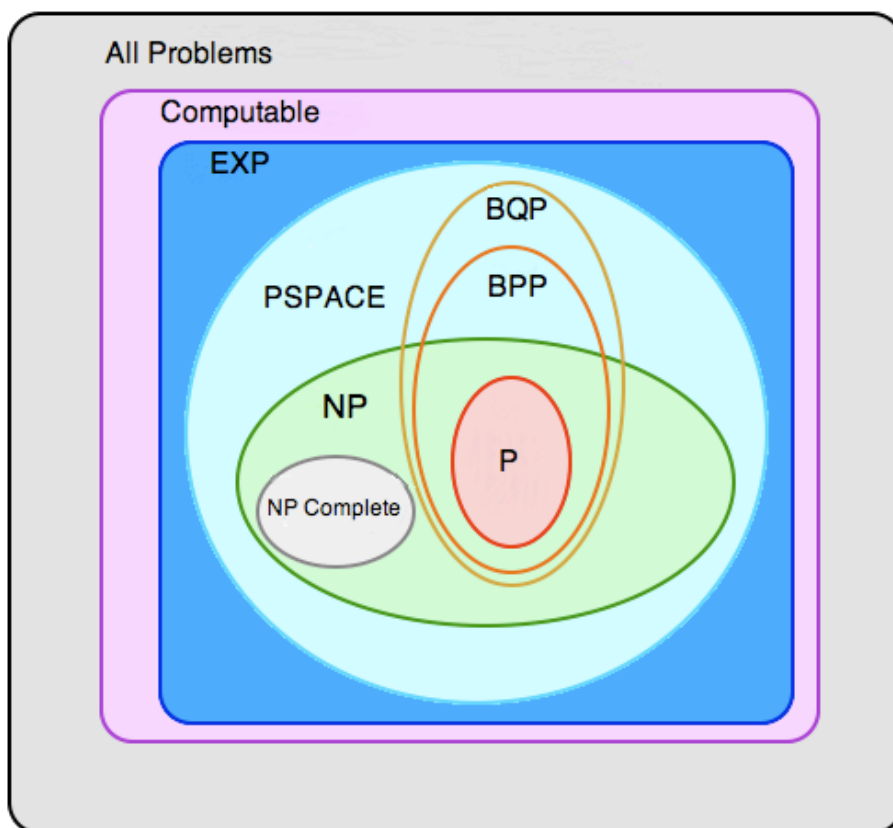 All Problems
Computable
EXP
BQP
BPP
PSPACE
NP
P
NP Complete